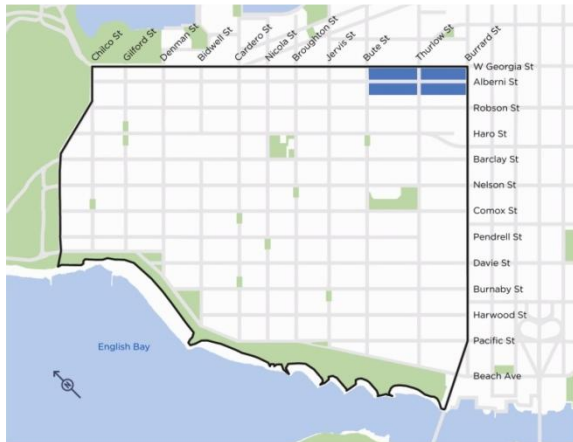 Chilco St
Gilford St
Denman St
Bidwell St
Cardero St
Nicola St
Broughton St
Jervis St
Bute St
Thurlow St
Burrard St
W Georgia St
Alberni St
Robson St
Haro St
Barclay St
Nelson St
Comox St
Pendrell St
Davie St
Burnaby St
Harwood St
Pacific St
Beach Ave
English Bay